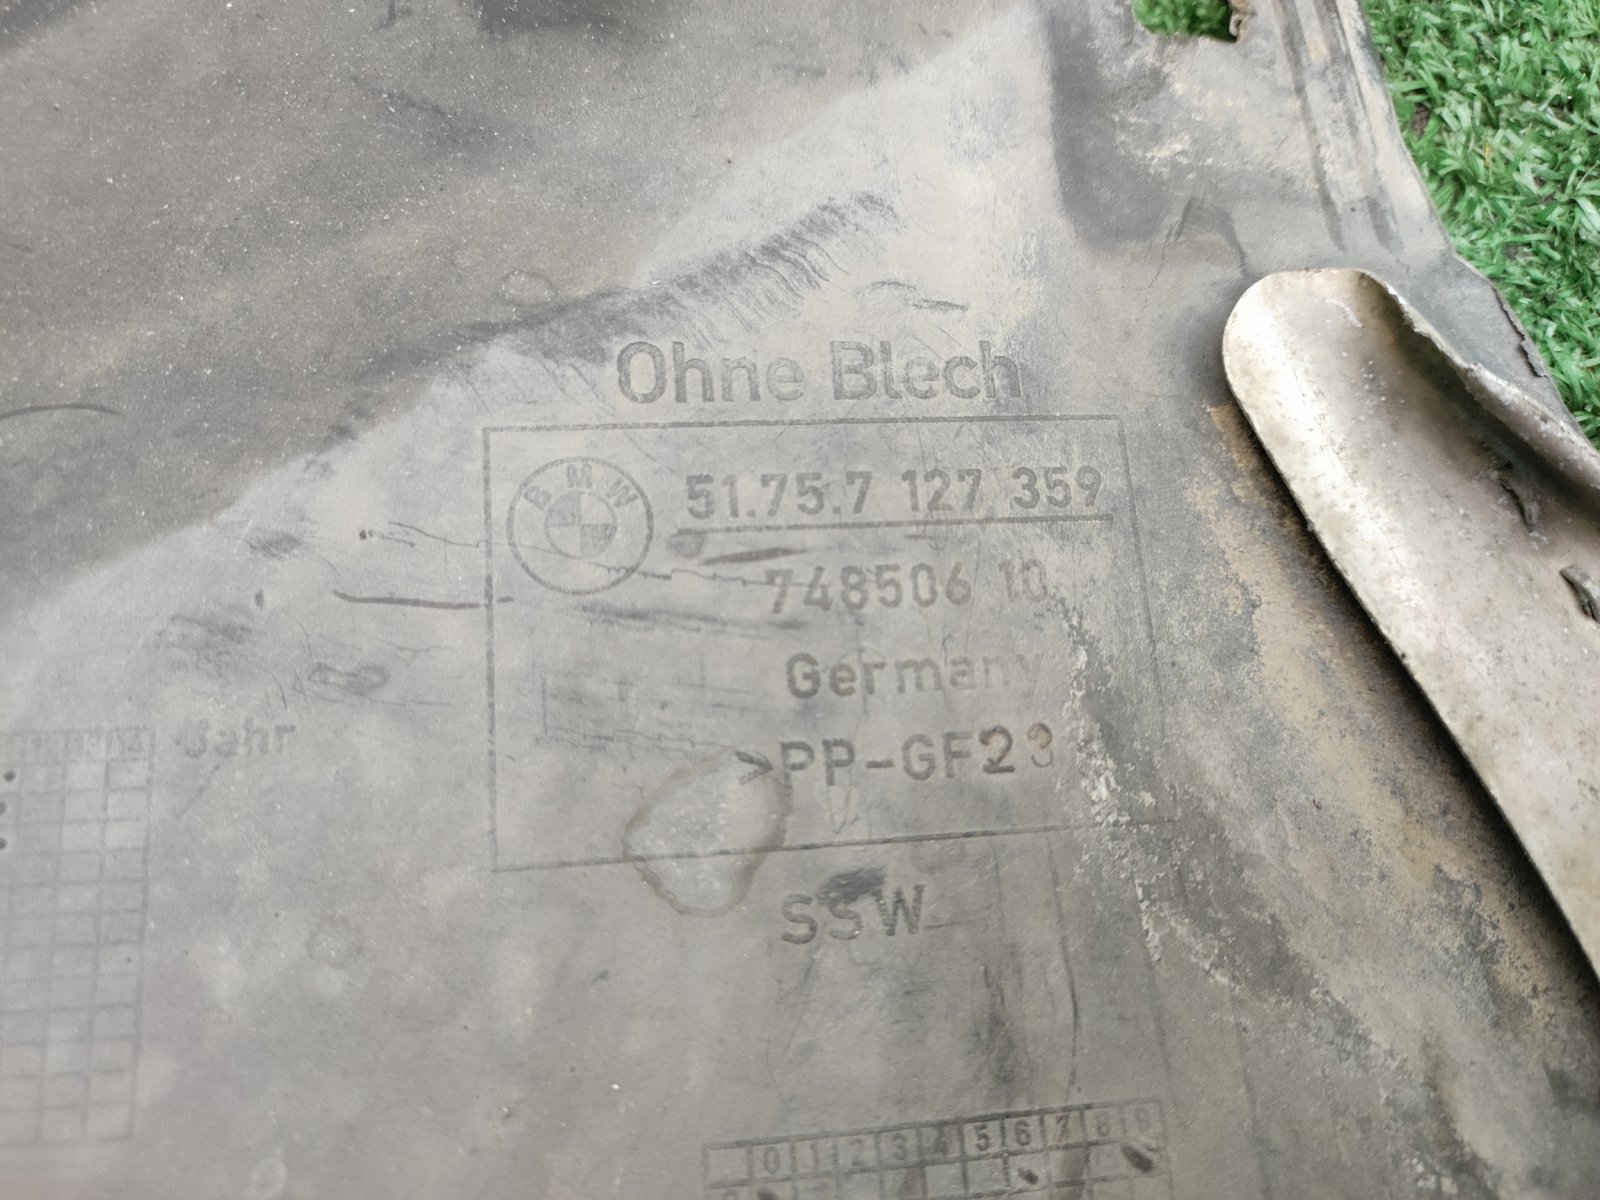 Ohne Blech
BMW
51.75.7 127 359
748506 10
Germany
>PP-GF23
SSW
Jahr
0 1 2 3 4 5 6 7 8 9